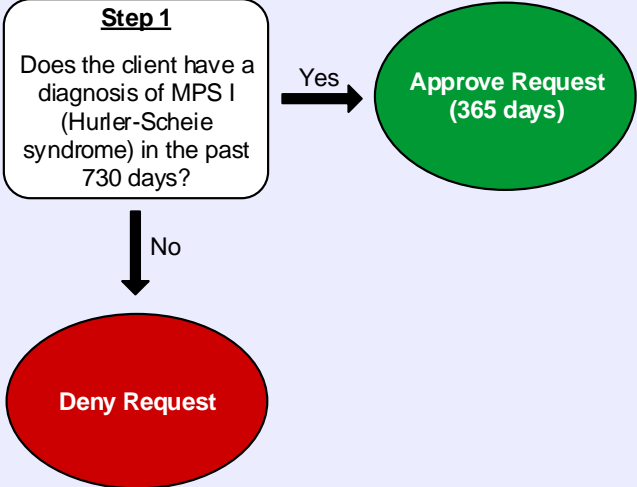 Step 1
Does the client have a
diagnosis of MPS I
(Hurler-Scheie
syndrome) in the past
730 days?
Yes
Approve Request
(365 days)
No
Deny Request